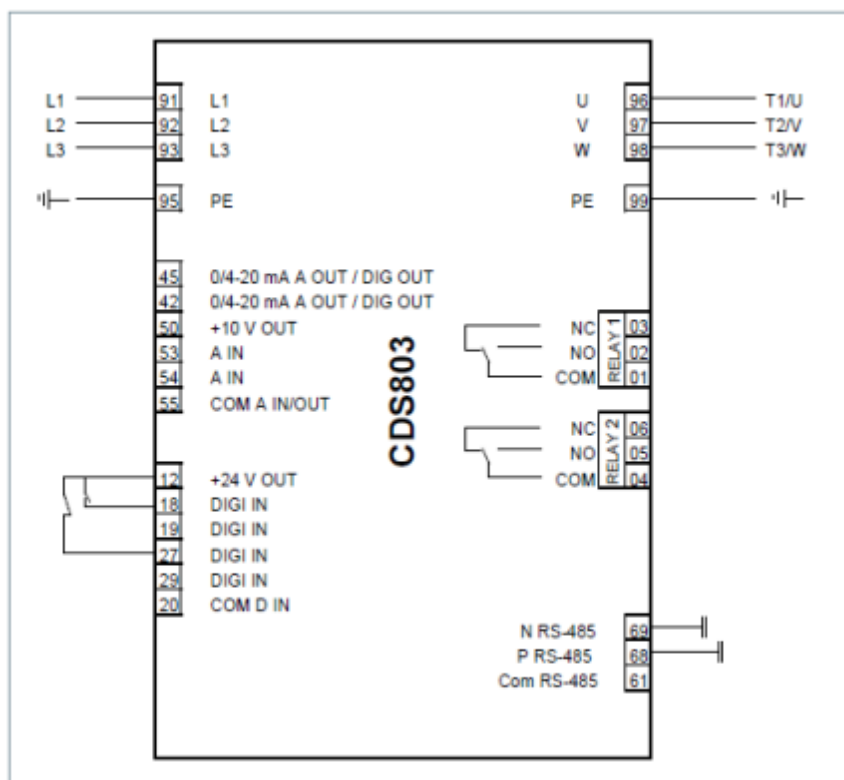 L1 91 L1 U 96 T1/U
L2 92 L2 V 97 T2/V
L3 93 L3 W 98 T3/W
95 PE PE 99
45 0/4-20 mA A OUT / DIG OUT
42 0/4-20 mA A OUT / DIG OUT
50 +10 V OUT NC 03
53 A IN NO 02
54 A IN COM 01
RELAY 1
55 COM A IN/OUT
CDS803
NC 06
NO 05
12 +24 V OUT COM 04
RELAY 2
18 DIGI IN
19 DIGI IN
27 DIGI IN
29 DIGI IN
20 COM D IN
N RS-485 69
P RS-485 68
Com RS-485 61